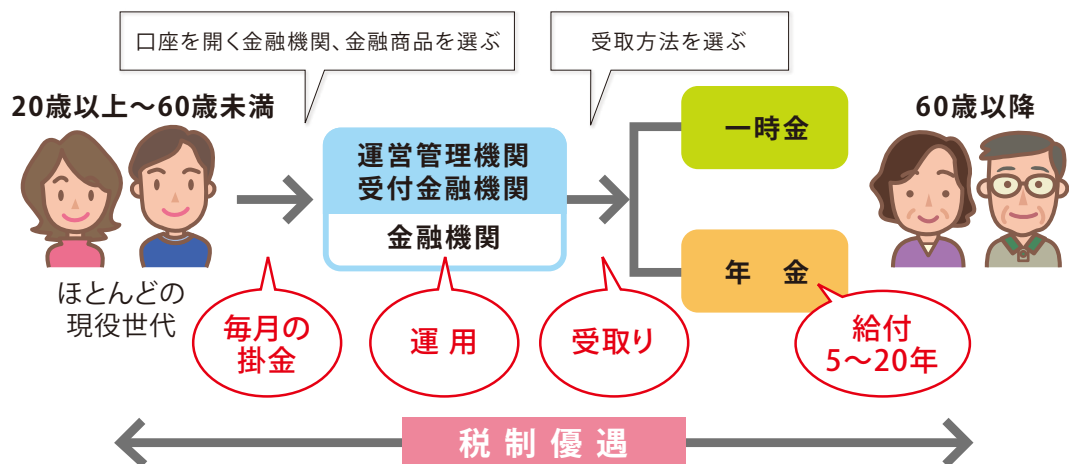 口座を開く金融機関、金融商品を選ぶ
受取方法を選ぶ
20歳以上～60歳未満
運営管理機関
受付金融機関
金融機関
一時金
年　金
60歳以降
ほとんどの
現役世代
毎月の
掛金
運 用
受取り
給付
5～20年
税 制 優 遇